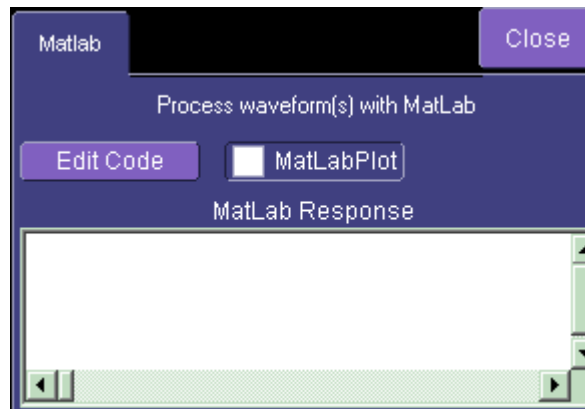 Matlab
Close
Process waveform(s) with MatLab
Edit Code
MatLabPlot
MatLab Response